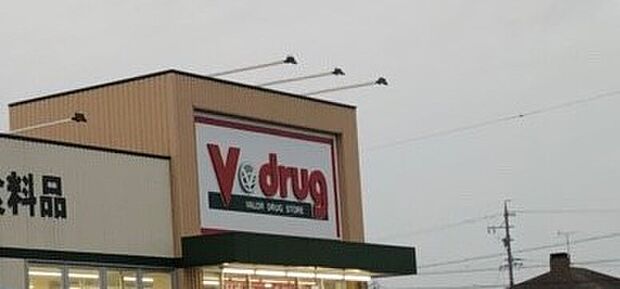 V drug
VALOR DRUG STORE
料品